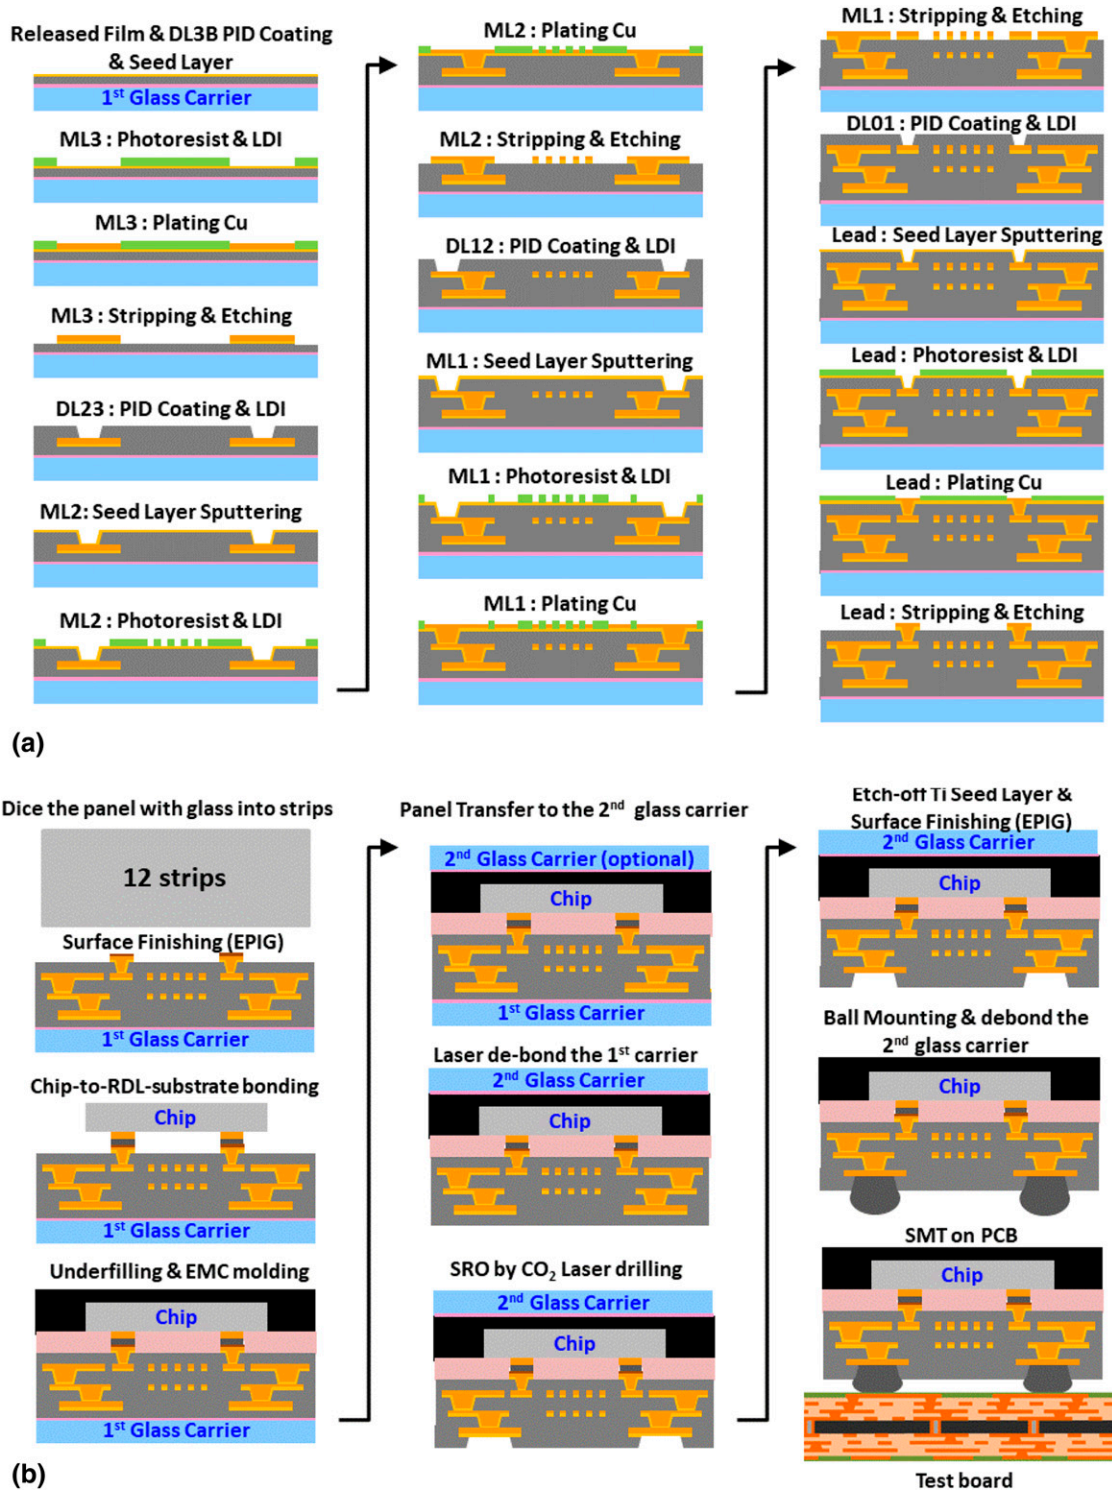 Released Film & DL3B PID Coating
& Seed Layer
1st Glass Carrier
ML3 : Photoresist & LDI
ML3 : Plating Cu
ML3 : Stripping & Etching
DL23 : PID Coating & LDI
ML2: Seed Layer Sputtering
ML2 : Photoresist & LDI
ML2 : Plating Cu
ML2 : Stripping & Etching
DL12 : PID Coating & LDI
ML1 : Seed Layer Sputtering
ML1 : Photoresist & LDI
ML1 : Plating Cu
ML1 : Stripping & Etching
DL01 : PID Coating & LDI
Lead : Seed Layer Sputtering
Lead : Photoresist & LDI
Lead : Plating Cu
Lead : Stripping & Etching
(a)
Dice the panel with glass into strips
12 strips
Surface Finishing (EPIG)
1st Glass Carrier
Chip-to-RDL-substrate bonding
Chip
1st Glass Carrier
Underfilling & EMC molding
Chip
1st Glass Carrier
Panel Transfer to the 2nd glass carrier
2nd Glass Carrier (optional)
Chip
1st Glass Carrier
Laser de-bond the 1st carrier
2nd Glass Carrier
Chip
SRO by CO2 Laser drilling
2nd Glass Carrier
Chip
Etch-off Ti Seed Layer &
Surface Finishing (EPIG)
2nd Glass Carrier
Chip
Ball Mounting & debond the
2nd glass carrier
Chip
SMT on PCB
Chip
Test board
(b)